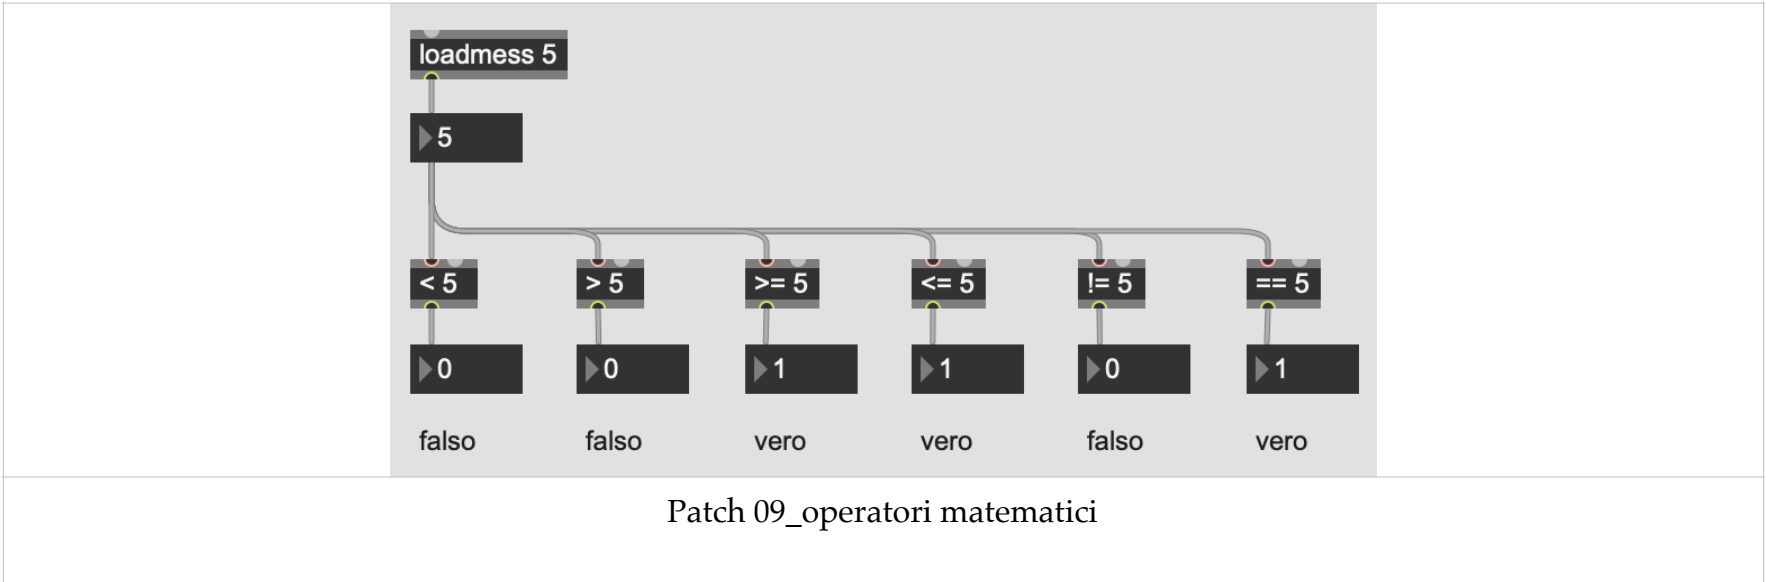 loadmess 5
5
< 5 > 5 >= 5 <= 5 != 5 == 5
0 0 1 1 0 1
falso falso vero vero falso vero
Patch 09_operatori matematici